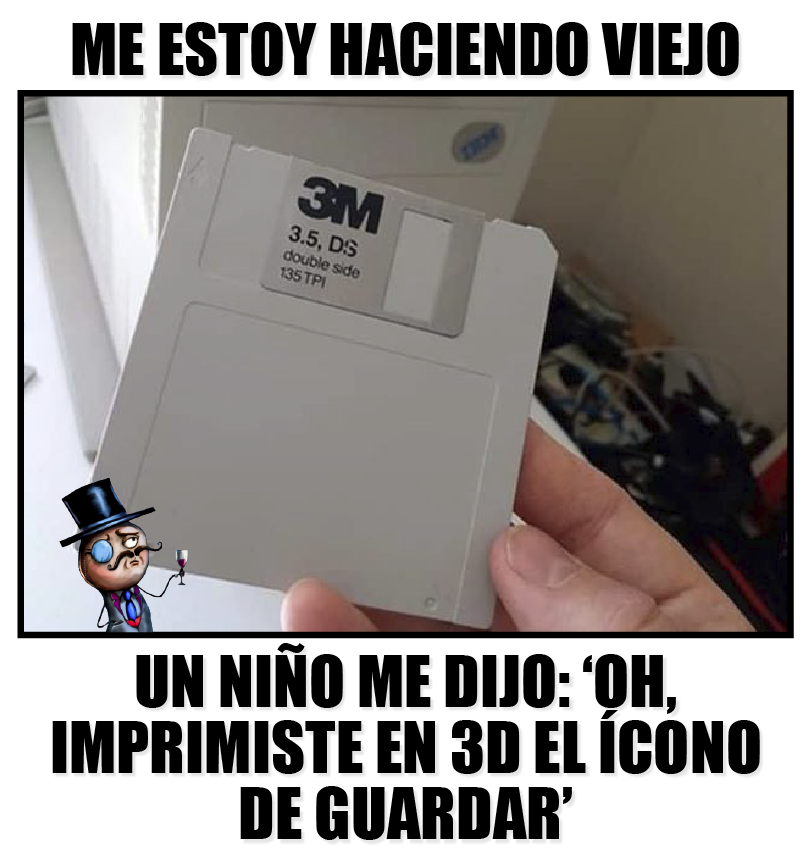 ME ESTOY HACIENDO VIEJO
IBM
3M
3.5, DS
double side
135 TPI
UN NIÑO ME DIJO: ‘OH,
IMPRIMISTE EN 3D EL ÍCONO
DE GUARDAR’